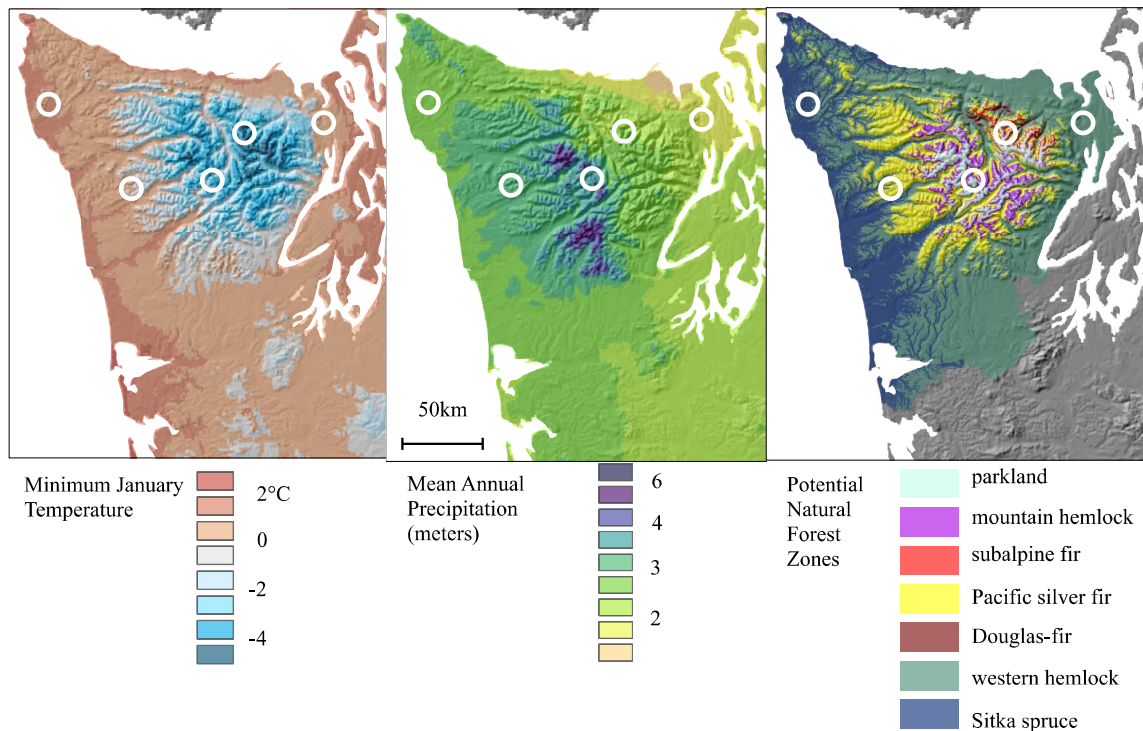 50km
Minimum January
Temperature
2°C
0
-2
-4
Mean Annual
Precipitation
(meters)
6
4
3
2
Potential
Natural
Forest
Zones
parkland
mountain hemlock
subalpine fir
Pacific silver fir
Douglas-fir
western hemlock
Sitka spruce